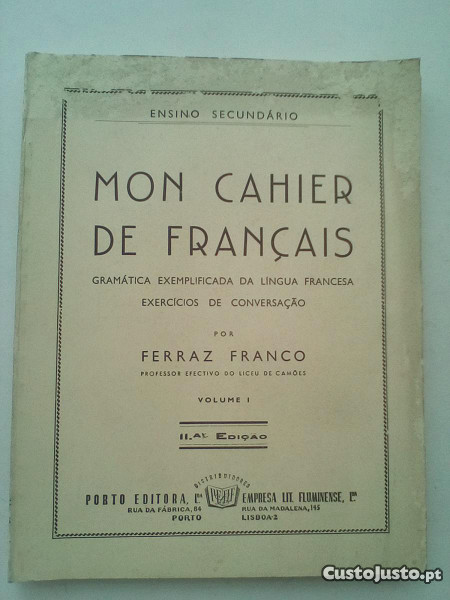 ENSINO SECUNDÁRIO
MON CAHIER
DE FRANÇAIS
GRAMÁTICA EXEMPLIFICADA DA LÍNGUA FRANCESA
EXERCÍCIOS DE CONVERSAÇÃO
POR
FERRAZ FRANCO
PROFESSOR EFECTIVO DO LICEU DE CAMÕES
VOLUME I
11.ª EDIÇÃO
DISTRIBUIDORES
PORTO EDITORA, L.da
RUA DA FÁBRICA, 84
PORTO
EMPRESA LIT. FLUMINENSE, L.da
RUA DA MADALENA, 145
LISBOA-2
CustoJusto.pt